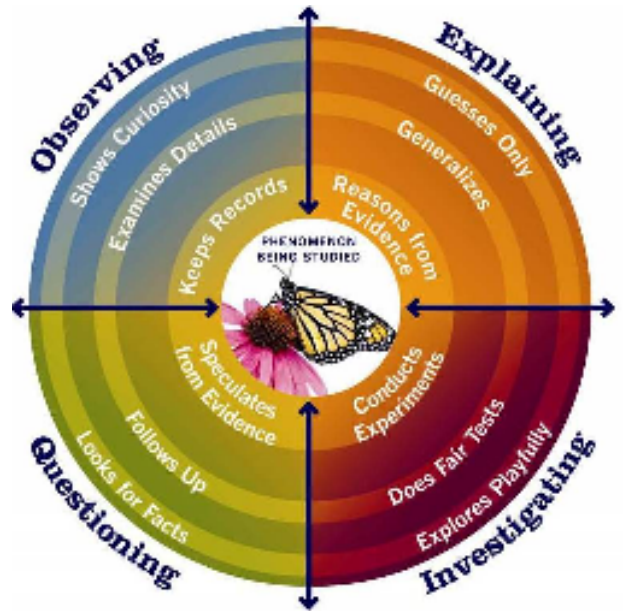 Observing
Shows Curiosity
Examines Details
Keeps Records
Explaining
Guesses Only
Generalizes
Reasons from
Evidence
PHENOMENON
BEING STUDIED
Questioning
Looks for Facts
Follows Up
Speculates
from Evidence
Investigating
Explores Playfully
Does Fair Tests
Conducts
Experiments